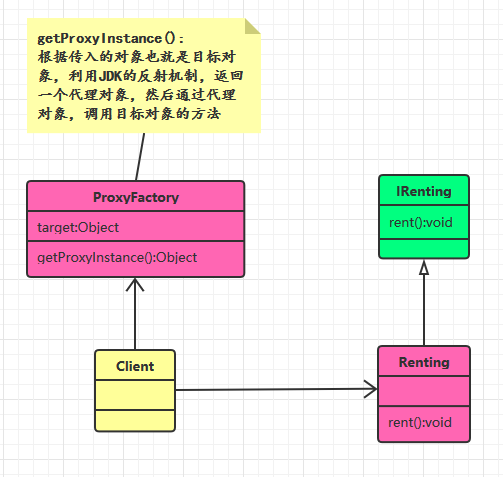 getProxyInstance():
根据传入的对象也就是目标对
象，利用JDK的反射机制，返回
一个代理对象，然后通过代理
对象，调用目标对象的方法
ProxyFactory
target:Object
getProxyInstance():Object
IRenting
rent():void
Client
Renting
rent():void